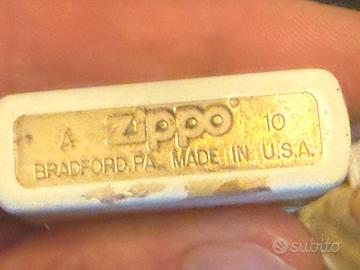 A zippo® 10
BRADFORD, PA. MADE IN U.S.A.
subito